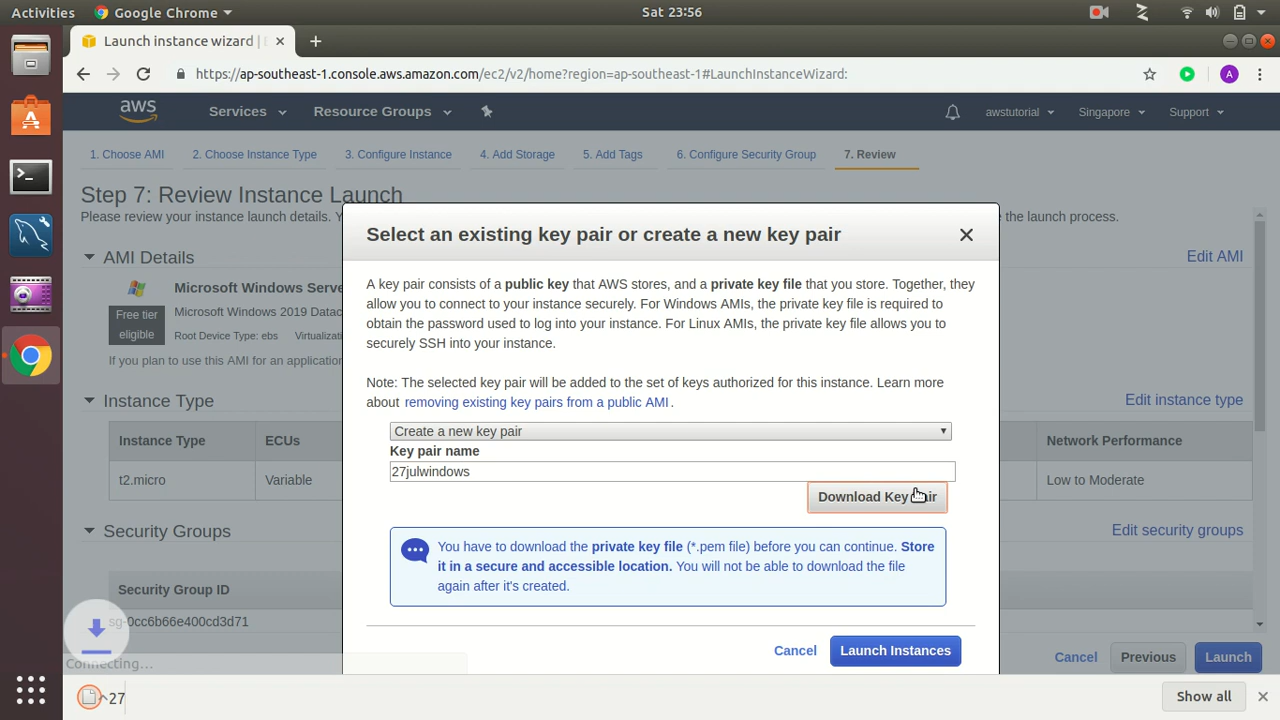 Activities
Google Chrome
Sat 23:56
Launch instance wizard |
https://ap-southeast-1.console.aws.amazon.com/ec2/v2/home?region=ap-southeast-1#LaunchInstanceWizard:
A
aws
Services
Resource Groups
awstutorial
Singapore
Support
1. Choose AMI
2. Choose Instance Type
3. Configure Instance
4. Add Storage
5. Add Tags
6. Configure Security Group
7. Review
Step 7: Review Instance Launch
Please review your instance launch details. Y
the launch process.
AMI Details
Edit AMI
Microsoft Windows Serve
Free tier
eligible
Microsoft Windows 2019 Datac
Root Device Type: ebs Virtualizati
If you plan to use this AMI for an application
Instance Type
Edit instance type
Instance Type
ECUs
Network Performance
t2.micro
Variable
Low to Moderate
Security Groups
Edit security groups
Security Group ID
sg-0cc6b66e400cd3d71
Select an existing key pair or create a new key pair
A key pair consists of a public key that AWS stores, and a private key file that you store. Together, they
allow you to connect to your instance securely. For Windows AMIs, the private key file is required to
obtain the password used to log into your instance. For Linux AMIs, the private key file allows you to
securely SSH into your instance.
Note: The selected key pair will be added to the set of keys authorized for this instance. Learn more
about removing existing key pairs from a public AMI.
Create a new key pair
Key pair name
27julwindows
Download Key Pair
You have to download the private key file (*.pem file) before you can continue. Store
it in a secure and accessible location. You will not be able to download the file
again after it's created.
Cancel
Launch Instances
Cancel
Previous
Launch
Connecting...
27
Show all